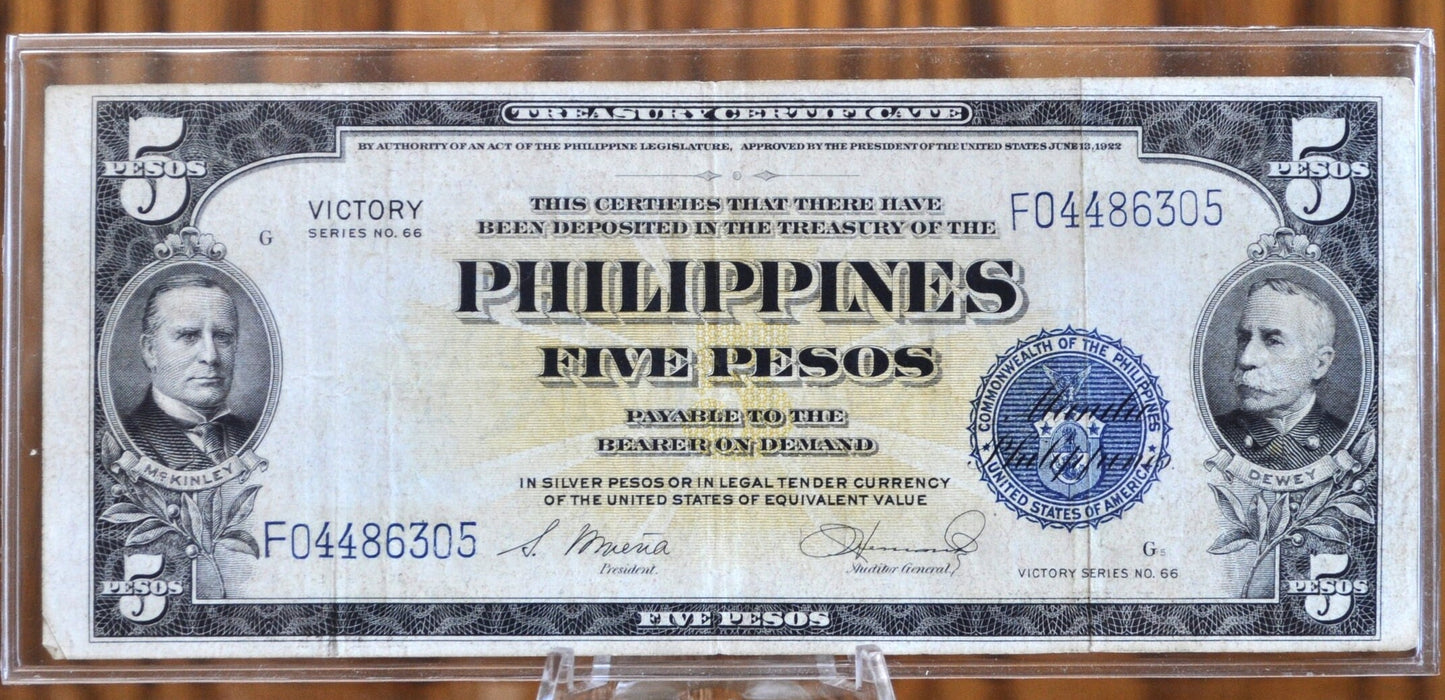 TREASURY CERTIFICATE
5 PESOS
5 PESOS
BY AUTHORITY OF AN ACT OF THE PHILIPPINE LEGISLATURE, APPROVED BY THE PRESIDENT OF THE UNITED STATES JUNE 13, 1922
VICTORY
SERIES NO. 66
G
THIS CERTIFIES THAT THERE HAVE
BEEN DEPOSITED IN THE TREASURY OF THE
F04486305
PHILIPPINES
FIVE PESOS
PAYABLE TO THE
BEARER ON DEMAND
IN SILVER PESOS OR IN LEGAL TENDER CURRENCY
OF THE UNITED STATES OF EQUIVALENT VALUE
COMMONWEALTH OF THE PHILIPPINES
UNITED STATES OF AMERICA
McKINLEY
DEWEY
F04486305
S. Osmeña
President.
Auditor General,
G5
VICTORY SERIES NO. 66
5 PESOS
5 PESOS
FIVE PESOS